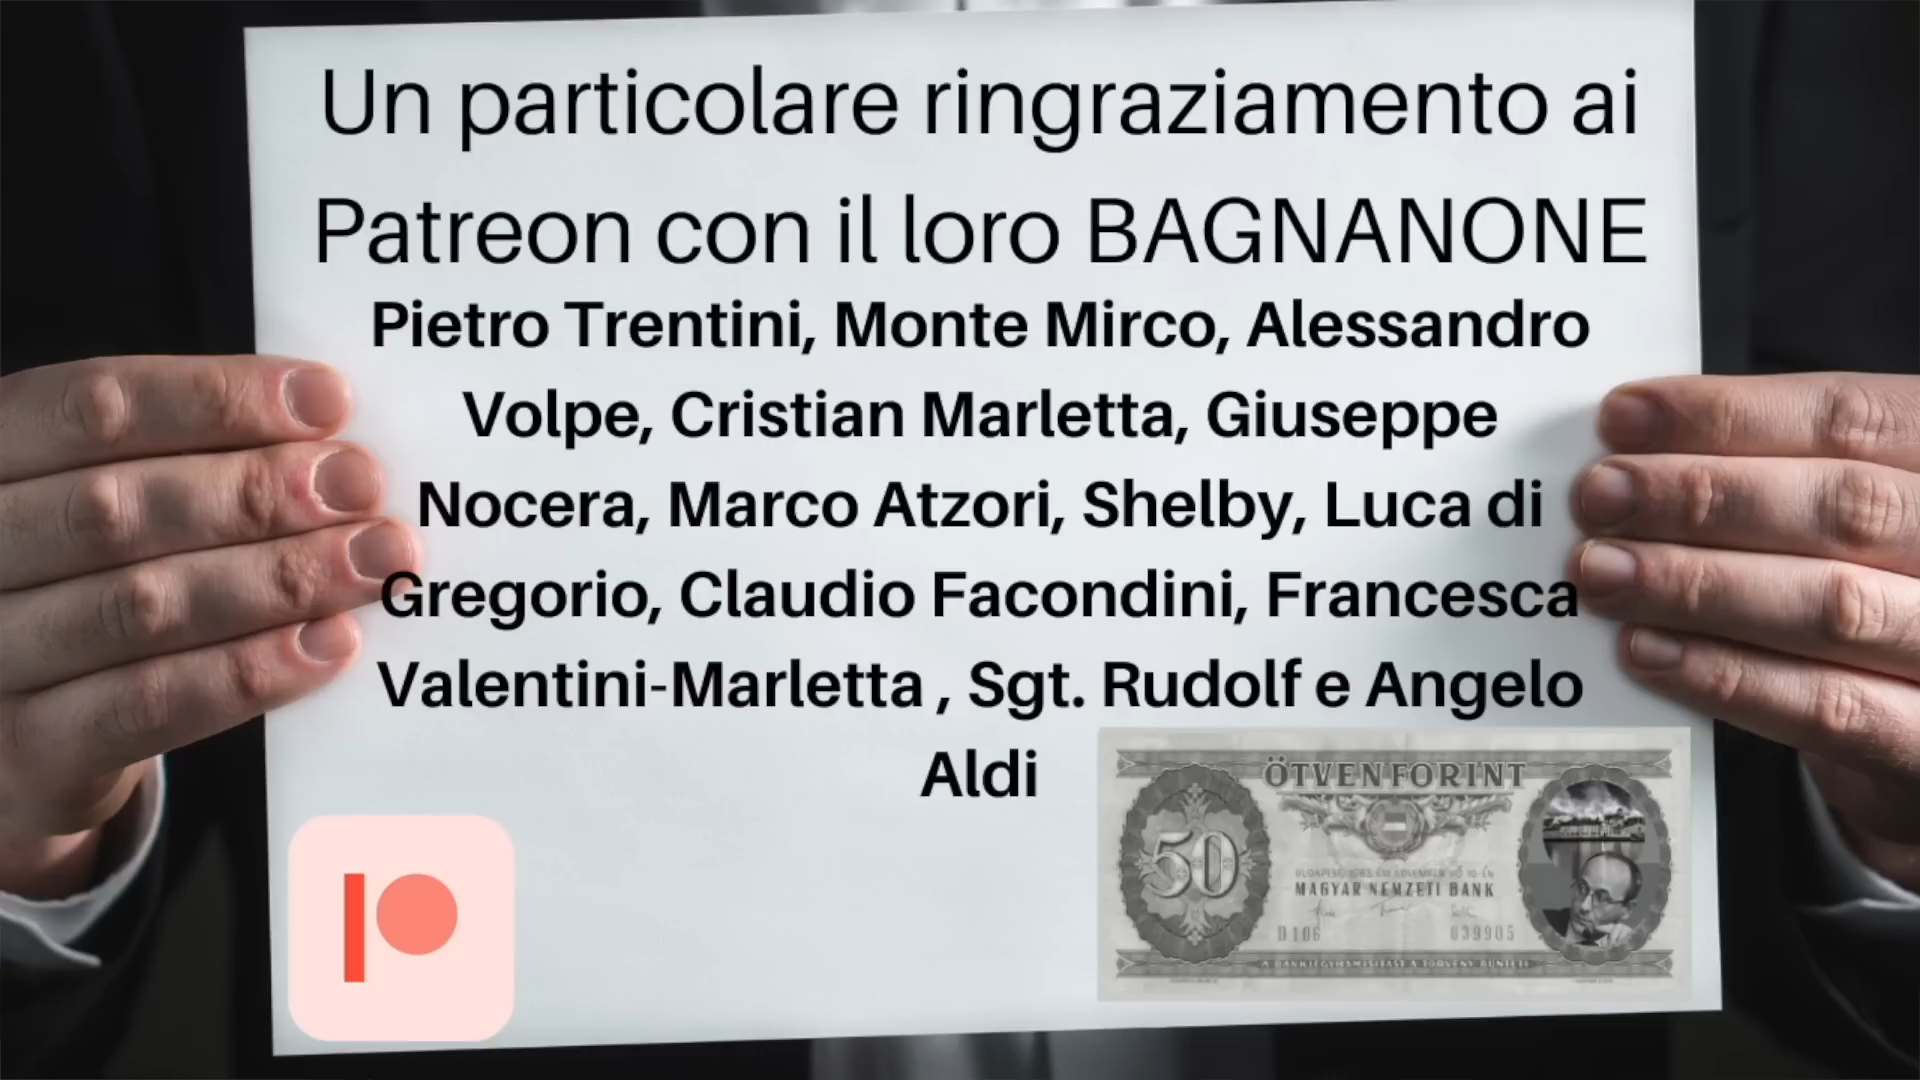 Un particolare ringraziamento ai
Patreon con il loro BAGNANONE
Pietro Trentini, Monte Mirco, Alessandro
Volpe, Cristian Marletta, Giuseppe
Nocera, Marco Atzori, Shelby, Luca di
Gregorio, Claudio Facondini, Francesca
Valentini-Marletta , Sgt. Rudolf e Angelo
Aldi
ÖTVEN FORINT
50
MAGYAR NEMZETI BANK
D 106
039905